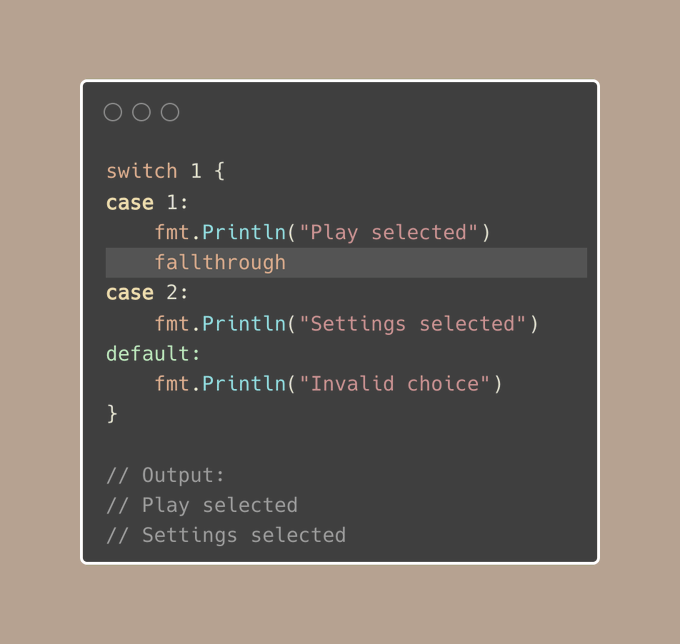 switch 1 {
case 1:
    fmt.Println("Play selected")
    fallthrough
case 2:
    fmt.Println("Settings selected")
default:
    fmt.Println("Invalid choice")
}

// Output:
// Play selected
// Settings selected